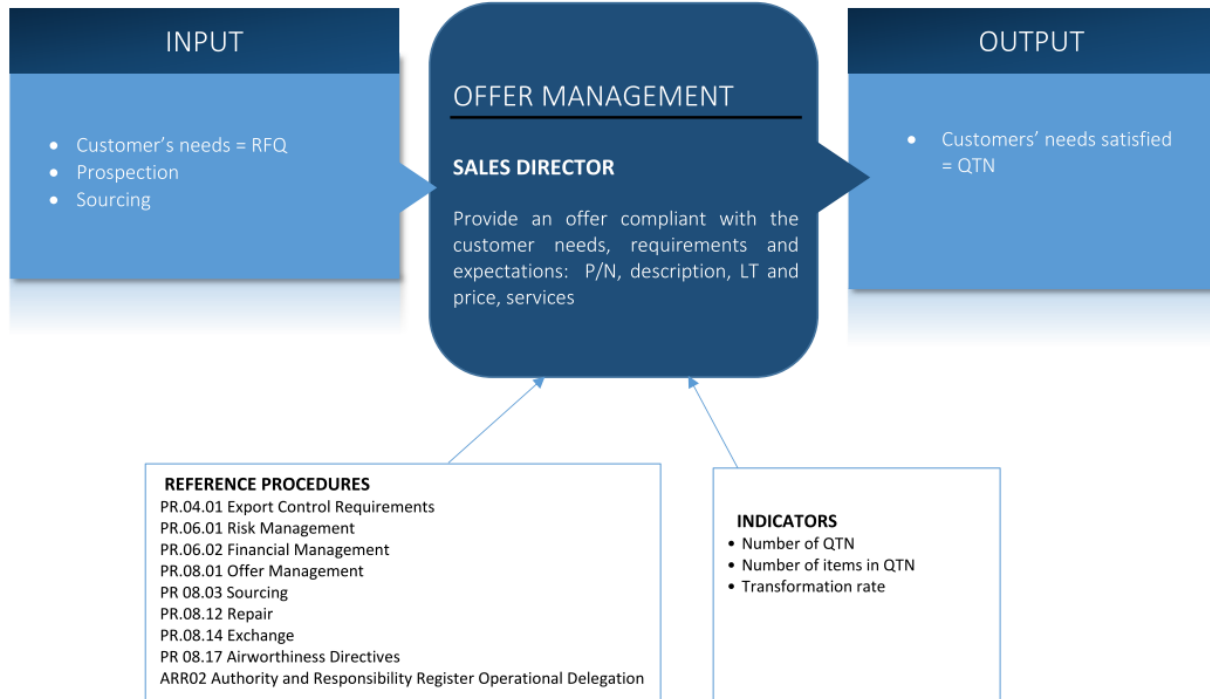 INPUT
• Customer's needs = RFQ
• Prospection
• Sourcing
OFFER MANAGEMENT
SALES DIRECTOR
Provide an offer compliant with the
customer needs, requirements and
expectations: P/N, description, LT and
price, services
OUTPUT
• Customers' needs satisfied
= QTN
REFERENCE PROCEDURES
PR.04.01 Export Control Requirements
PR.06.01 Risk Management
PR.06.02 Financial Management
PR.08.01 Offer Management
PR 08.03 Sourcing
PR.08.12 Repair
PR.08.14 Exchange
PR 08.17 Airworthiness Directives
ARR02 Authority and Responsibility Register Operational Delegation
INDICATORS
• Number of QTN
• Number of items in QTN
• Transformation rate